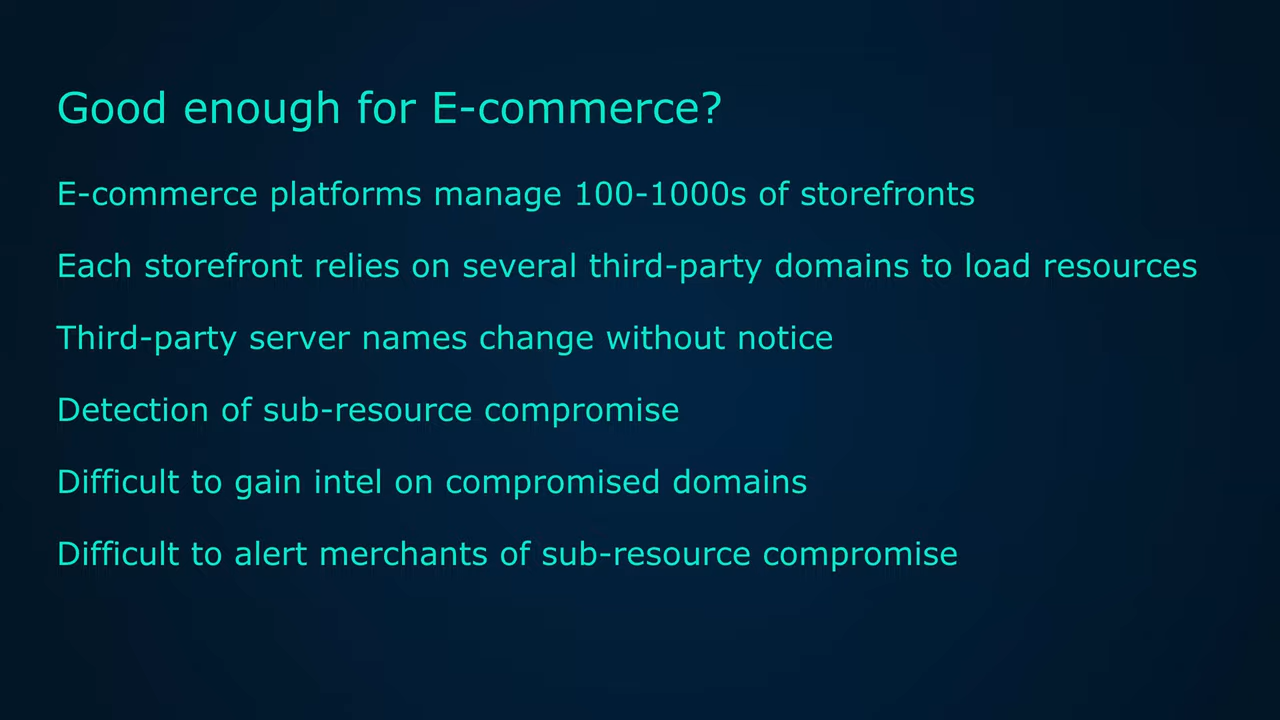 Good enough for E-commerce?
E-commerce platforms manage 100-1000s of storefronts
Each storefront relies on several third-party domains to load resources
Third-party server names change without notice
Detection of sub-resource compromise
Difficult to gain intel on compromised domains
Difficult to alert merchants of sub-resource compromise